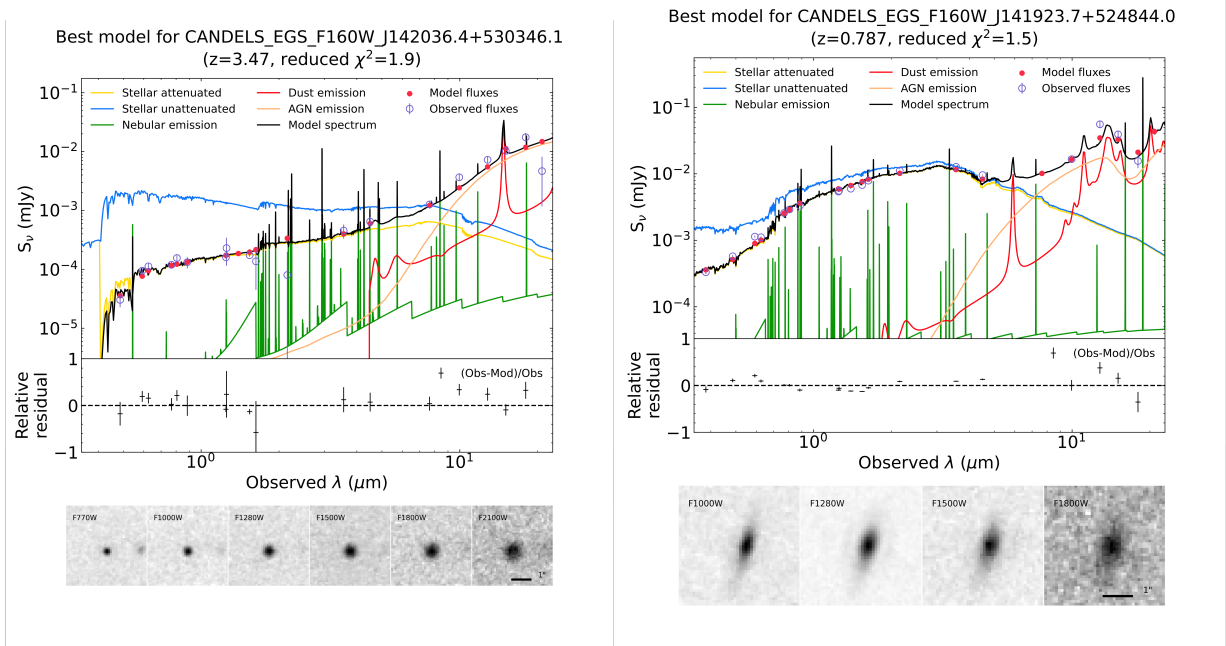 Best model for CANDELS_EGS_F160W_J142036.4+530346.1
(z=3.47, reduced χ²=1.9)
10⁻¹
10⁻²
10⁻³
10⁻⁴
10⁻⁵
Sν (mJy)
Stellar attenuated
Stellar unattenuated
Nebular emission
Dust emission
AGN emission
Model spectrum
Model fluxes
Observed fluxes
1
0
−1
Relative
residual
(Obs-Mod)/Obs
10⁰
10¹
Observed λ (μm)
F770W
F1000W
F1280W
F1500W
F1800W
F2100W
1"
Best model for CANDELS_EGS_F160W_J141923.7+524844.0
(z=0.787, reduced χ²=1.5)
10⁻¹
10⁻²
10⁻³
10⁻⁴
Sν (mJy)
Stellar attenuated
Stellar unattenuated
Nebular emission
Dust emission
AGN emission
Model spectrum
Model fluxes
Observed fluxes
1
0
−1
Relative
residual
(Obs-Mod)/Obs
10⁰
10¹
Observed λ (μm)
F1000W
F1280W
F1500W
F1800W
1"